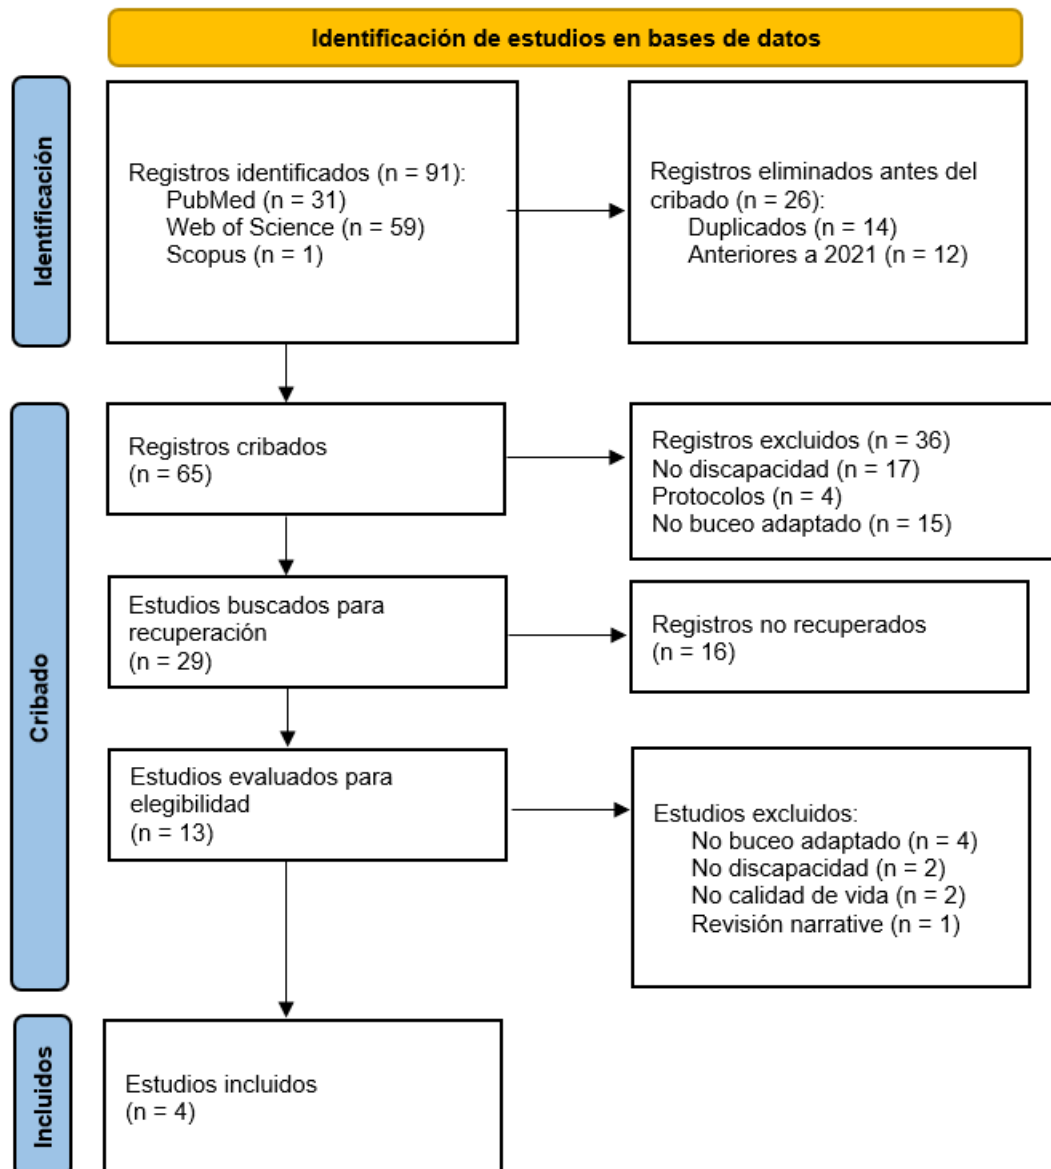 Identificación de estudios en bases de datos
Identificación
Registros identificados (n = 91):
PubMed (n = 31)
Web of Science (n = 59)
Scopus (n = 1)
Registros eliminados antes del
cribado (n = 26):
Duplicados (n = 14)
Anteriores a 2021 (n = 12)
Cribado
Registros cribados
(n = 65)
Registros excluidos (n = 36)
No discapacidad (n = 17)
Protocolos (n = 4)
No buceo adaptado (n = 15)
Estudios buscados para
recuperación
(n = 29)
Registros no recuperados
(n = 16)
Estudios evaluados para
elegibilidad
(n = 13)
Estudios excluidos:
No buceo adaptado (n = 4)
No discapacidad (n = 2)
No calidad de vida (n = 2)
Revisión narrative (n = 1)
Incluidos
Estudios incluidos
(n = 4)